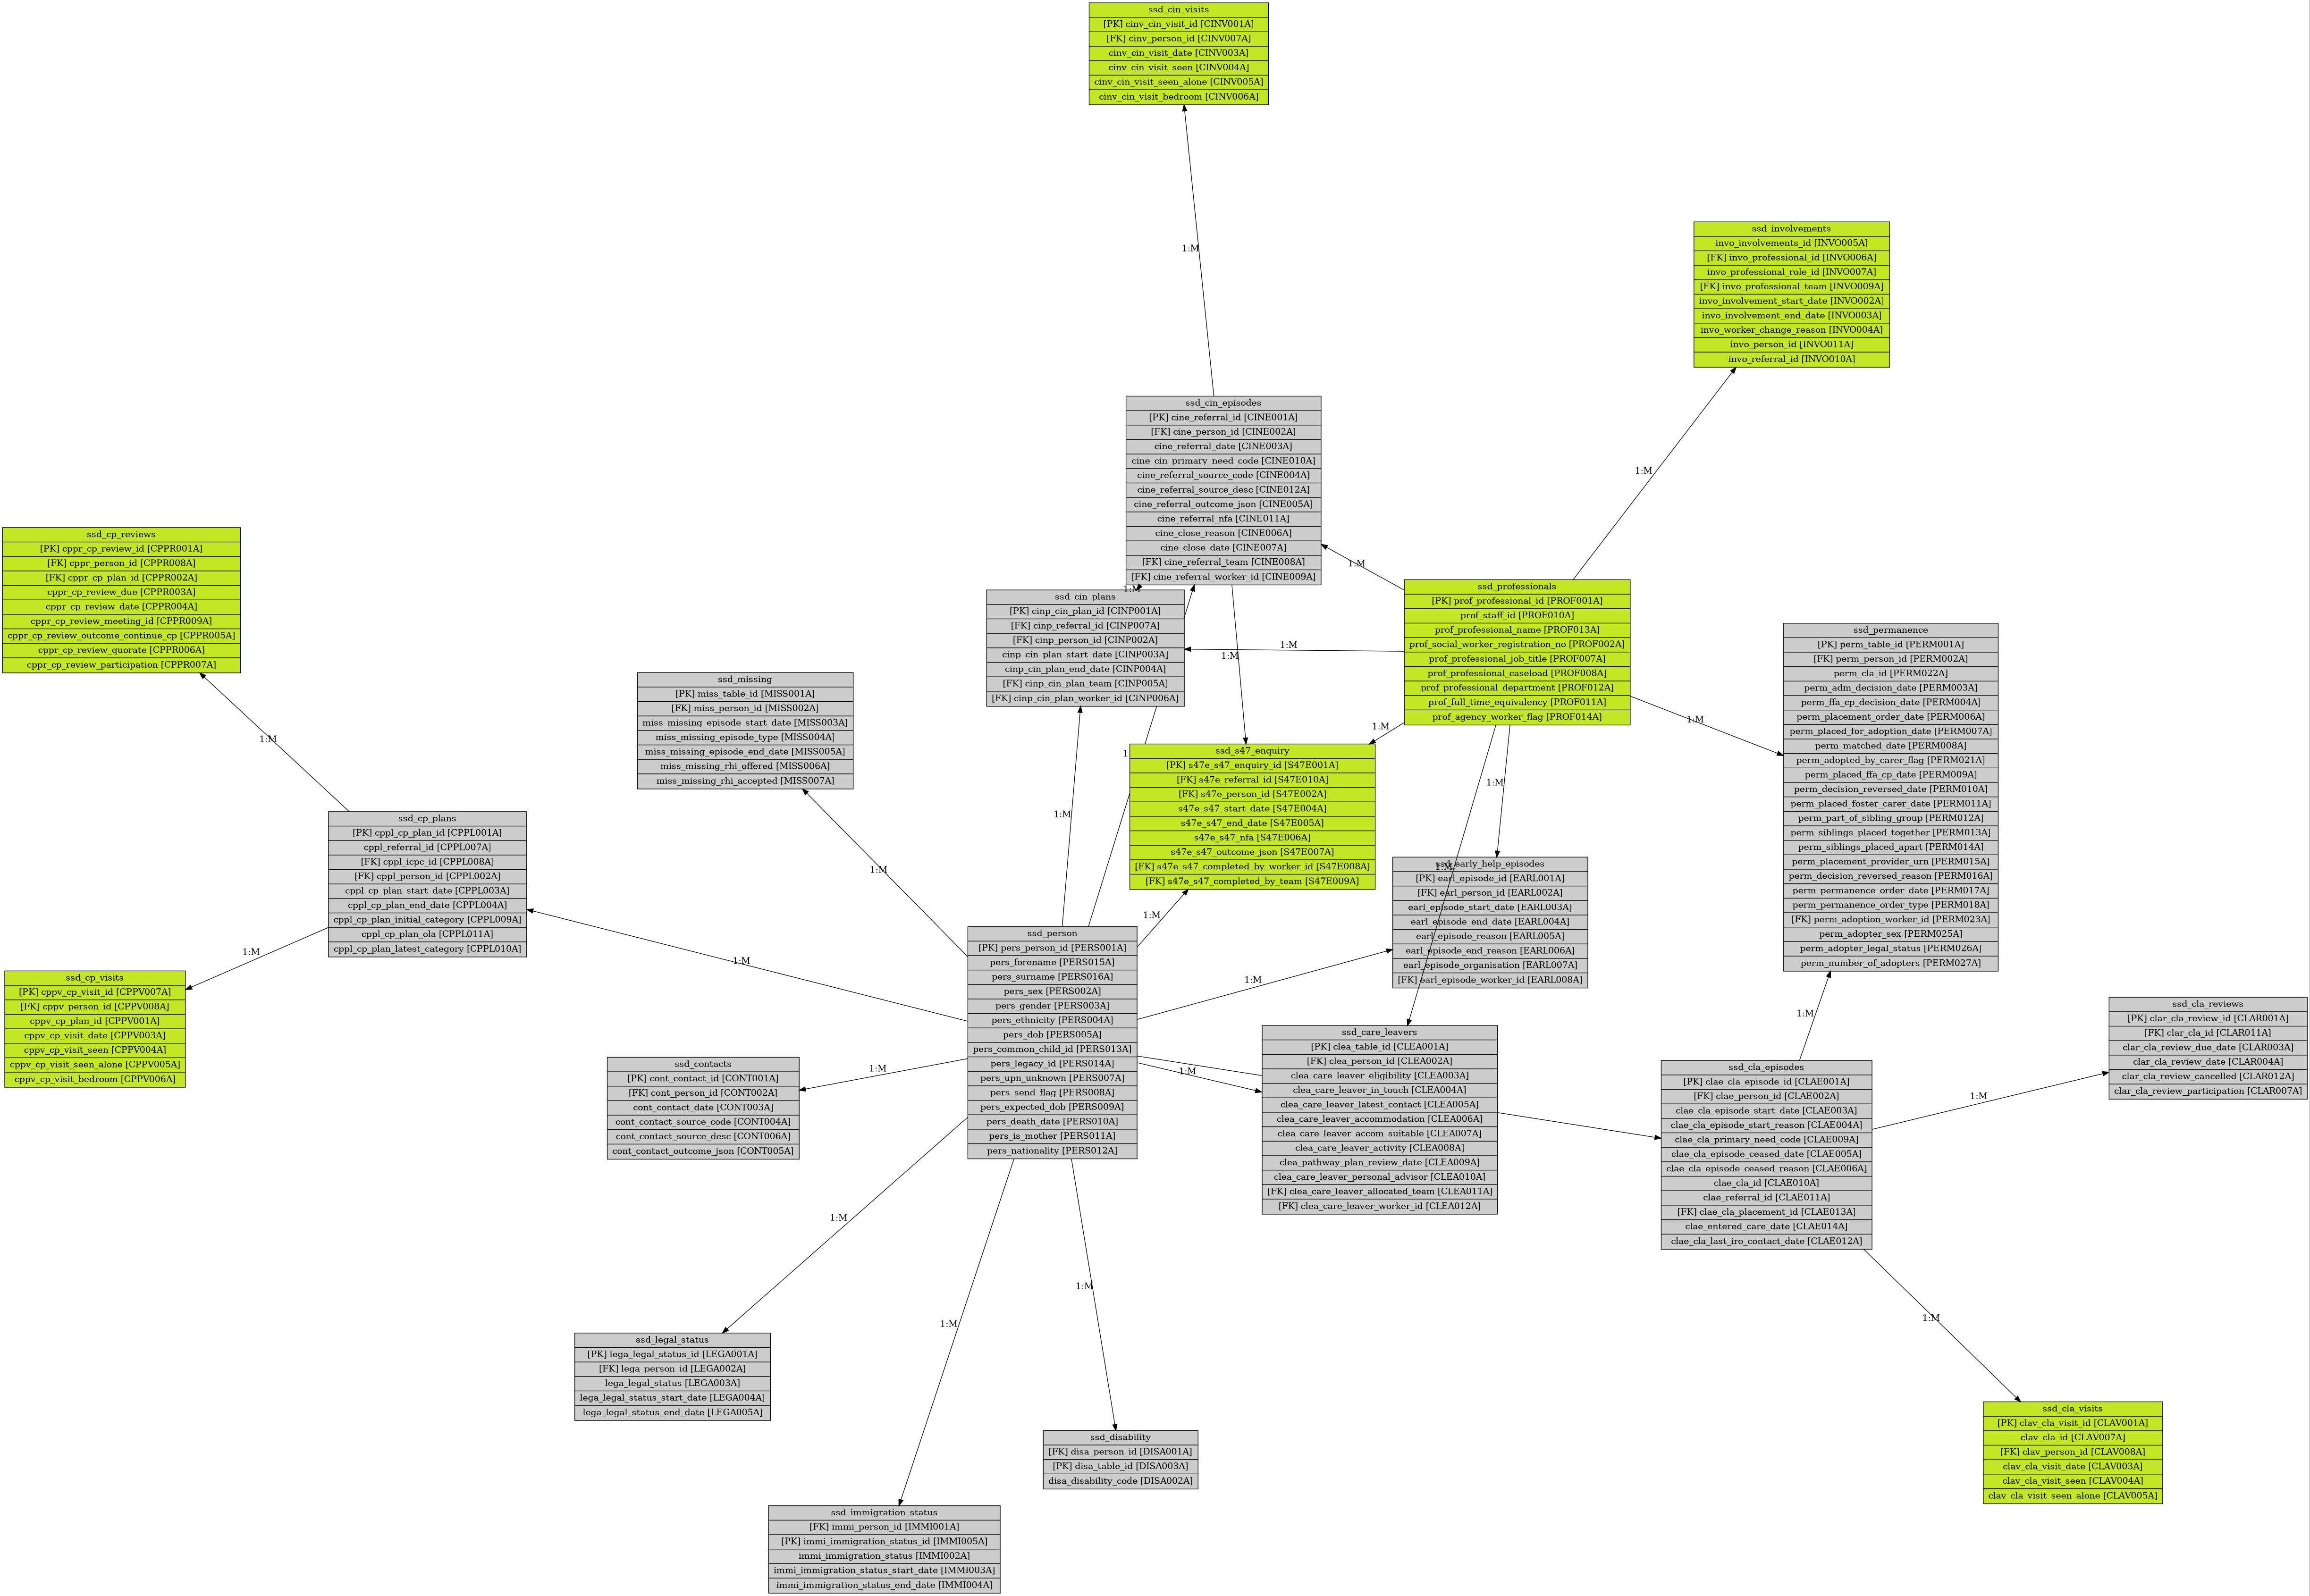 ssd_cin_visits
[PK] cinv_cin_visit_id [CINV001A]
[FK] cinv_person_id [CINV007A]
cinv_cin_visit_date [CINV003A]
cinv_cin_visit_seen [CINV004A]
cinv_cin_visit_seen_alone [CINV005A]
cinv_cin_visit_bedroom [CINV006A]
1:M
ssd_involvements
invo_involvements_id [INVO005A]
[FK] invo_professional_id [INVO006A]
invo_professional_role_id [INVO007A]
[FK] invo_professional_team [INVO009A]
invo_involvement_start_date [INVO002A]
invo_involvement_end_date [INVO003A]
invo_worker_change_reason [INVO004A]
invo_person_id [INVO011A]
invo_referral_id [INVO010A]
1:M
ssd_cin_episodes
[PK] cine_referral_id [CINE001A]
[FK] cine_person_id [CINE002A]
cine_referral_date [CINE003A]
cine_cin_primary_need_code [CINE010A]
cine_referral_source_code [CINE004A]
cine_referral_source_desc [CINE012A]
cine_referral_outcome_json [CINE005A]
cine_referral_nfa [CINE011A]
cine_close_reason [CINE006A]
cine_close_date [CINE007A]
[FK] cine_referral_team [CINE008A]
[FK] cine_referral_worker_id [CINE009A]
1:M
1:M
ssd_cp_reviews
[PK] cppr_cp_review_id [CPPR001A]
[FK] cppr_person_id [CPPR008A]
[FK] cppr_cp_plan_id [CPPR002A]
cppr_cp_review_due [CPPR003A]
cppr_cp_review_date [CPPR004A]
cppr_cp_review_meeting_id [CPPR009A]
cppr_cp_review_outcome_continue_cp [CPPR005A]
cppr_cp_review_quorate [CPPR006A]
cppr_cp_review_participation [CPPR007A]
1:M
ssd_cin_plans
[PK] cinp_cin_plan_id [CINP001A]
[FK] cinp_referral_id [CINP007A]
[FK] cinp_person_id [CINP002A]
cinp_cin_plan_start_date [CINP003A]
cinp_cin_plan_end_date [CINP004A]
[FK] cinp_cin_plan_team [CINP005A]
[FK] cinp_cin_plan_worker_id [CINP006A]
1:M
1:M
ssd_professionals
[PK] prof_professional_id [PROF001A]
prof_staff_id [PROF010A]
prof_professional_name [PROF013A]
prof_social_worker_registration_no [PROF002A]
prof_professional_job_title [PROF007A]
prof_professional_caseload [PROF008A]
prof_professional_department [PROF012A]
prof_full_time_equivalency [PROF011A]
prof_agency_worker_flag [PROF014A]
1:M
1:M
ssd_permanence
[PK] perm_table_id [PERM001A]
[FK] perm_person_id [PERM002A]
perm_cla_id [PERM022A]
perm_adm_decision_date [PERM003A]
perm_ffa_cp_decision_date [PERM004A]
perm_placement_order_date [PERM006A]
perm_placed_for_adoption_date [PERM007A]
perm_matched_date [PERM008A]
perm_adopted_by_carer_flag [PERM021A]
perm_placed_ffa_cp_date [PERM009A]
perm_decision_reversed_date [PERM010A]
perm_placed_foster_carer_date [PERM011A]
perm_part_of_sibling_group [PERM012A]
perm_siblings_placed_together [PERM013A]
perm_siblings_placed_apart [PERM014A]
perm_placement_provider_urn [PERM015A]
perm_decision_reversed_reason [PERM016A]
perm_permanence_order_date [PERM017A]
perm_permanence_order_type [PERM018A]
[FK] perm_adoption_worker_id [PERM023A]
perm_adopter_sex [PERM025A]
perm_adopter_legal_status [PERM026A]
perm_number_of_adopters [PERM027A]
ssd_missing
[PK] miss_table_id [MISS001A]
[FK] miss_person_id [MISS002A]
miss_missing_episode_start_date [MISS003A]
miss_missing_episode_type [MISS004A]
miss_missing_episode_end_date [MISS005A]
miss_missing_rhi_offered [MISS006A]
miss_missing_rhi_accepted [MISS007A]
1:M
1:M
ssd_s47_enquiry
[PK] s47e_s47_enquiry_id [S47E001A]
[FK] s47e_referral_id [S47E010A]
[FK] s47e_person_id [S47E002A]
s47e_s47_start_date [S47E004A]
s47e_s47_end_date [S47E005A]
s47e_s47_nfa [S47E006A]
s47e_s47_outcome_json [S47E007A]
[FK] s47e_s47_completed_by_worker_id [S47E008A]
[FK] s47e_s47_completed_by_team [S47E009A]
1:M
1:M
1:M
ssd_early_help_episodes
[PK] earl_episode_id [EARL001A]
[FK] earl_person_id [EARL002A]
earl_episode_start_date [EARL003A]
earl_episode_end_date [EARL004A]
earl_episode_reason [EARL005A]
earl_episode_end_reason [EARL006A]
earl_episode_organisation [EARL007A]
[FK] earl_episode_worker_id [EARL008A]
1:M
ssd_cp_plans
[PK] cppl_cp_plan_id [CPPL001A]
cppl_referral_id [CPPL007A]
[FK] cppl_icpc_id [CPPL008A]
[FK] cppl_person_id [CPPL002A]
cppl_cp_plan_start_date [CPPL003A]
cppl_cp_plan_end_date [CPPL004A]
cppl_cp_plan_initial_category [CPPL009A]
cppl_cp_plan_ola [CPPL011A]
cppl_cp_plan_latest_category [CPPL010A]
1:M
1:M
ssd_cp_visits
[PK] cppv_cp_visit_id [CPPV007A]
[FK] cppv_person_id [CPPV008A]
cppv_cp_plan_id [CPPV001A]
cppv_cp_visit_date [CPPV003A]
cppv_cp_visit_seen [CPPV004A]
cppv_cp_visit_seen_alone [CPPV005A]
cppv_cp_visit_bedroom [CPPV006A]
ssd_person
[PK] pers_person_id [PERS001A]
pers_forename [PERS015A]
pers_surname [PERS016A]
pers_sex [PERS002A]
pers_gender [PERS003A]
pers_ethnicity [PERS004A]
pers_dob [PERS005A]
pers_common_child_id [PERS013A]
pers_legacy_id [PERS014A]
pers_upn_unknown [PERS007A]
pers_send_flag [PERS008A]
pers_expected_dob [PERS009A]
pers_death_date [PERS010A]
pers_is_mother [PERS011A]
pers_nationality [PERS012A]
1:M
1:M
ssd_contacts
[PK] cont_contact_id [CONT001A]
[FK] cont_person_id [CONT002A]
cont_contact_date [CONT003A]
cont_contact_source_code [CONT004A]
cont_contact_source_desc [CONT006A]
cont_contact_outcome_json [CONT005A]
ssd_care_leavers
[PK] clea_table_id [CLEA001A]
[FK] clea_person_id [CLEA002A]
clea_care_leaver_eligibility [CLEA003A]
clea_care_leaver_in_touch [CLEA004A]
clea_care_leaver_latest_contact [CLEA005A]
clea_care_leaver_accommodation [CLEA006A]
clea_care_leaver_accom_suitable [CLEA007A]
clea_care_leaver_activity [CLEA008A]
clea_pathway_plan_review_date [CLEA009A]
clea_care_leaver_personal_advisor [CLEA010A]
[FK] clea_care_leaver_allocated_team [CLEA011A]
[FK] clea_care_leaver_worker_id [CLEA012A]
1:M
ssd_cla_episodes
[PK] clae_cla_episode_id [CLAE001A]
[FK] clae_person_id [CLAE002A]
clae_cla_episode_start_date [CLAE003A]
clae_cla_episode_start_reason [CLAE004A]
clae_cla_primary_need_code [CLAE009A]
clae_cla_episode_ceased_date [CLAE005A]
clae_cla_episode_ceased_reason [CLAE006A]
clae_cla_id [CLAE010A]
clae_referral_id [CLAE011A]
[FK] clae_cla_placement_id [CLAE013A]
clae_entered_care_date [CLAE014A]
clae_cla_last_iro_contact_date [CLAE012A]
1:M
ssd_cla_reviews
[PK] clar_cla_review_id [CLAR001A]
[FK] clar_cla_id [CLAR011A]
clar_cla_review_due_date [CLAR003A]
clar_cla_review_date [CLAR004A]
clar_cla_review_cancelled [CLAR012A]
clar_cla_review_participation [CLAR007A]
1:M
1:M
1:M
1:M
ssd_legal_status
[PK] lega_legal_status_id [LEGA001A]
[FK] lega_person_id [LEGA002A]
lega_legal_status [LEGA003A]
lega_legal_status_start_date [LEGA004A]
lega_legal_status_end_date [LEGA005A]
ssd_disability
[FK] disa_person_id [DISA001A]
[PK] disa_table_id [DISA003A]
disa_disability_code [DISA002A]
ssd_cla_visits
[PK] clav_cla_visit_id [CLAV001A]
clav_cla_id [CLAV007A]
[FK] clav_person_id [CLAV008A]
clav_cla_visit_date [CLAV003A]
clav_cla_visit_seen [CLAV004A]
clav_cla_visit_seen_alone [CLAV005A]
ssd_immigration_status
[FK] immi_person_id [IMMI001A]
[PK] immi_immigration_status_id [IMMI005A]
immi_immigration_status [IMMI002A]
immi_immigration_status_start_date [IMMI003A]
immi_immigration_status_end_date [IMMI004A]